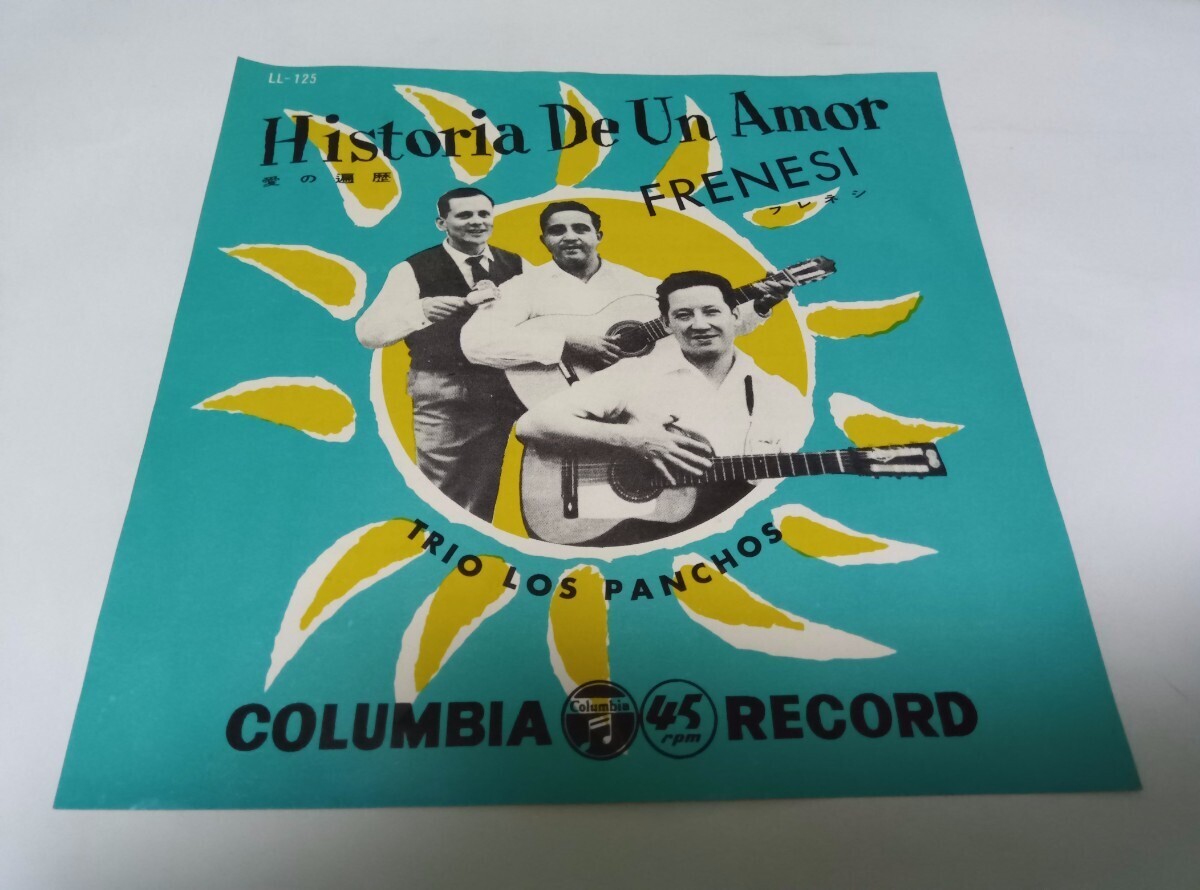 LL-125
Historia De Un Amor
愛の遍歴
FRENESI
フレネシ
TRIO LOS PANCHOS
COLUMBIA Columbia 45 rpm RECORD